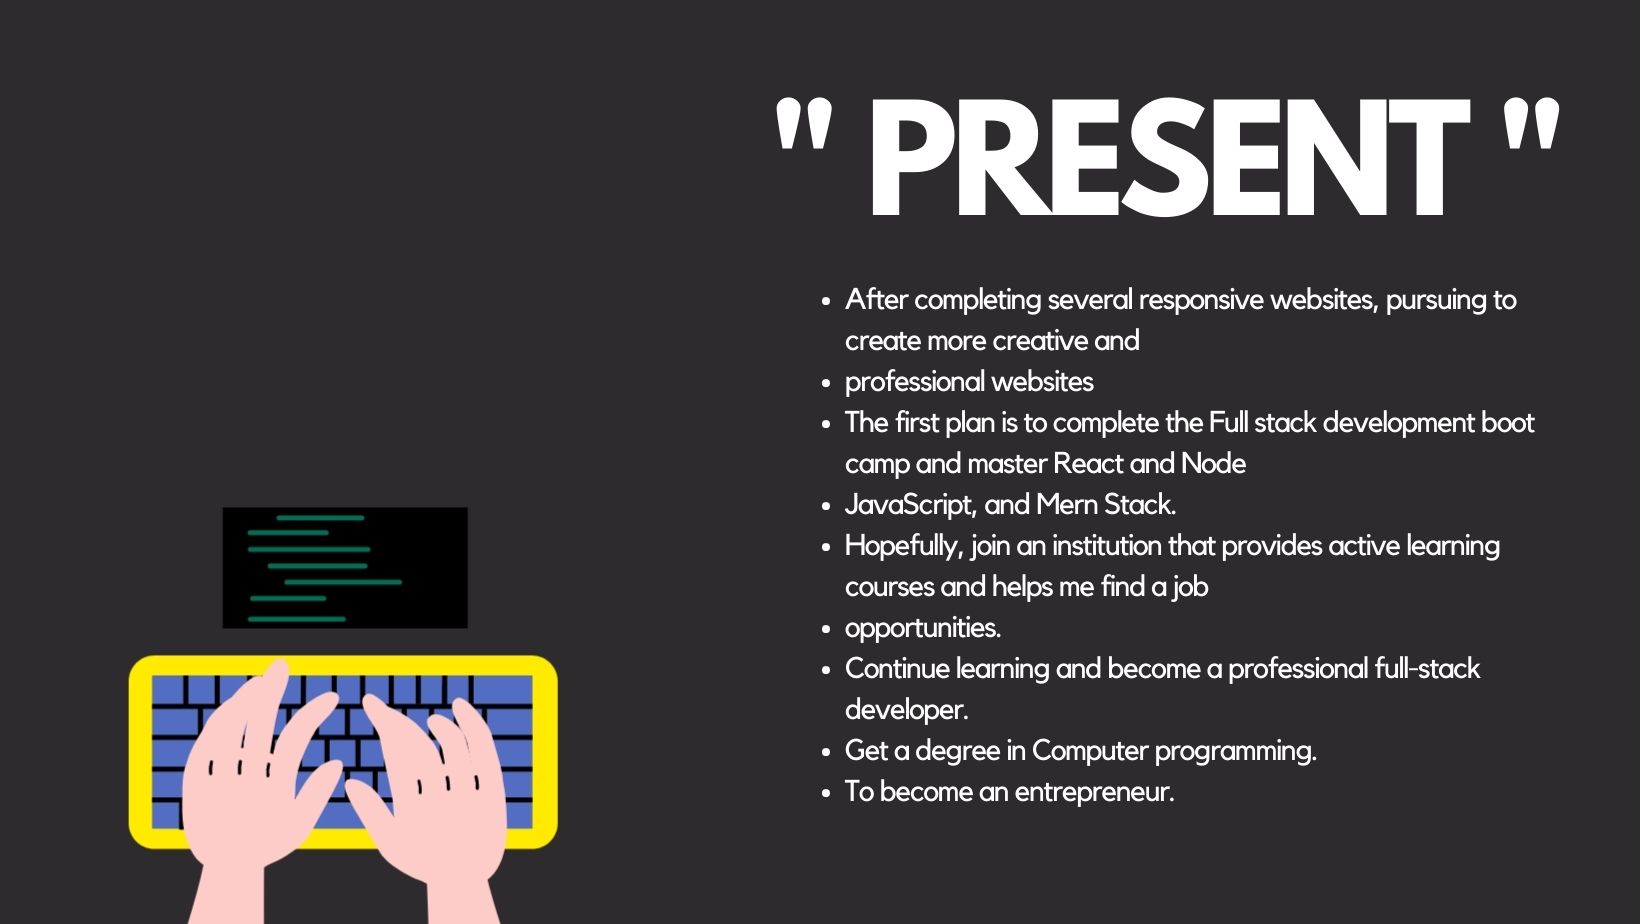 " PRESENT "
• After completing several responsive websites, pursuing to
create more creative and
• professional websites
• The first plan is to complete the Full stack development boot
camp and master React and Node
• JavaScript, and Mern Stack.
• Hopefully, join an institution that provides active learning
courses and helps me find a job
• opportunities.
• Continue learning and become a professional full-stack
developer.
• Get a degree in Computer programming.
• To become an entrepreneur.